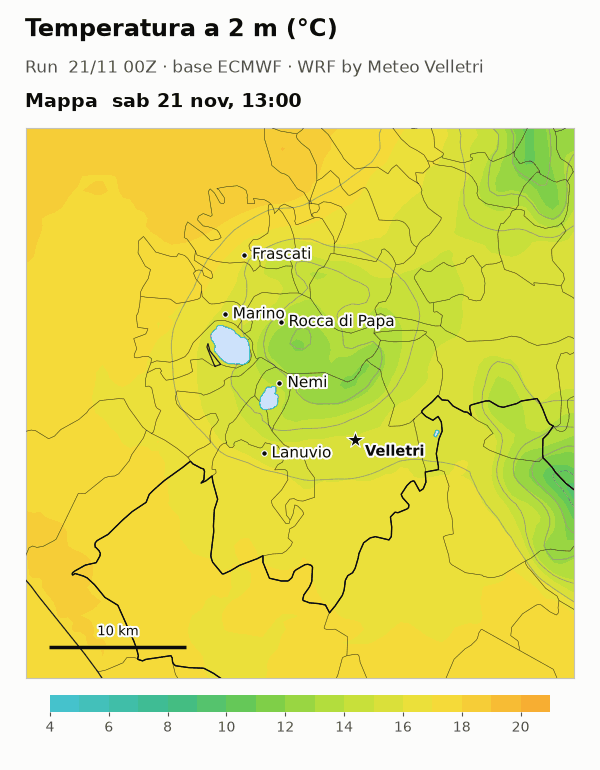 Temperatura a 2 m (°C)
Run  21/11 00Z · base ECMWF · WRF by Meteo Velletri
Mappa  sab 21 nov, 13:00
Frascati
Marino
Rocca di Papa
Nemi
Velletri
Lanuvio
10 km
4 6 8 10 12 14 16 18 20